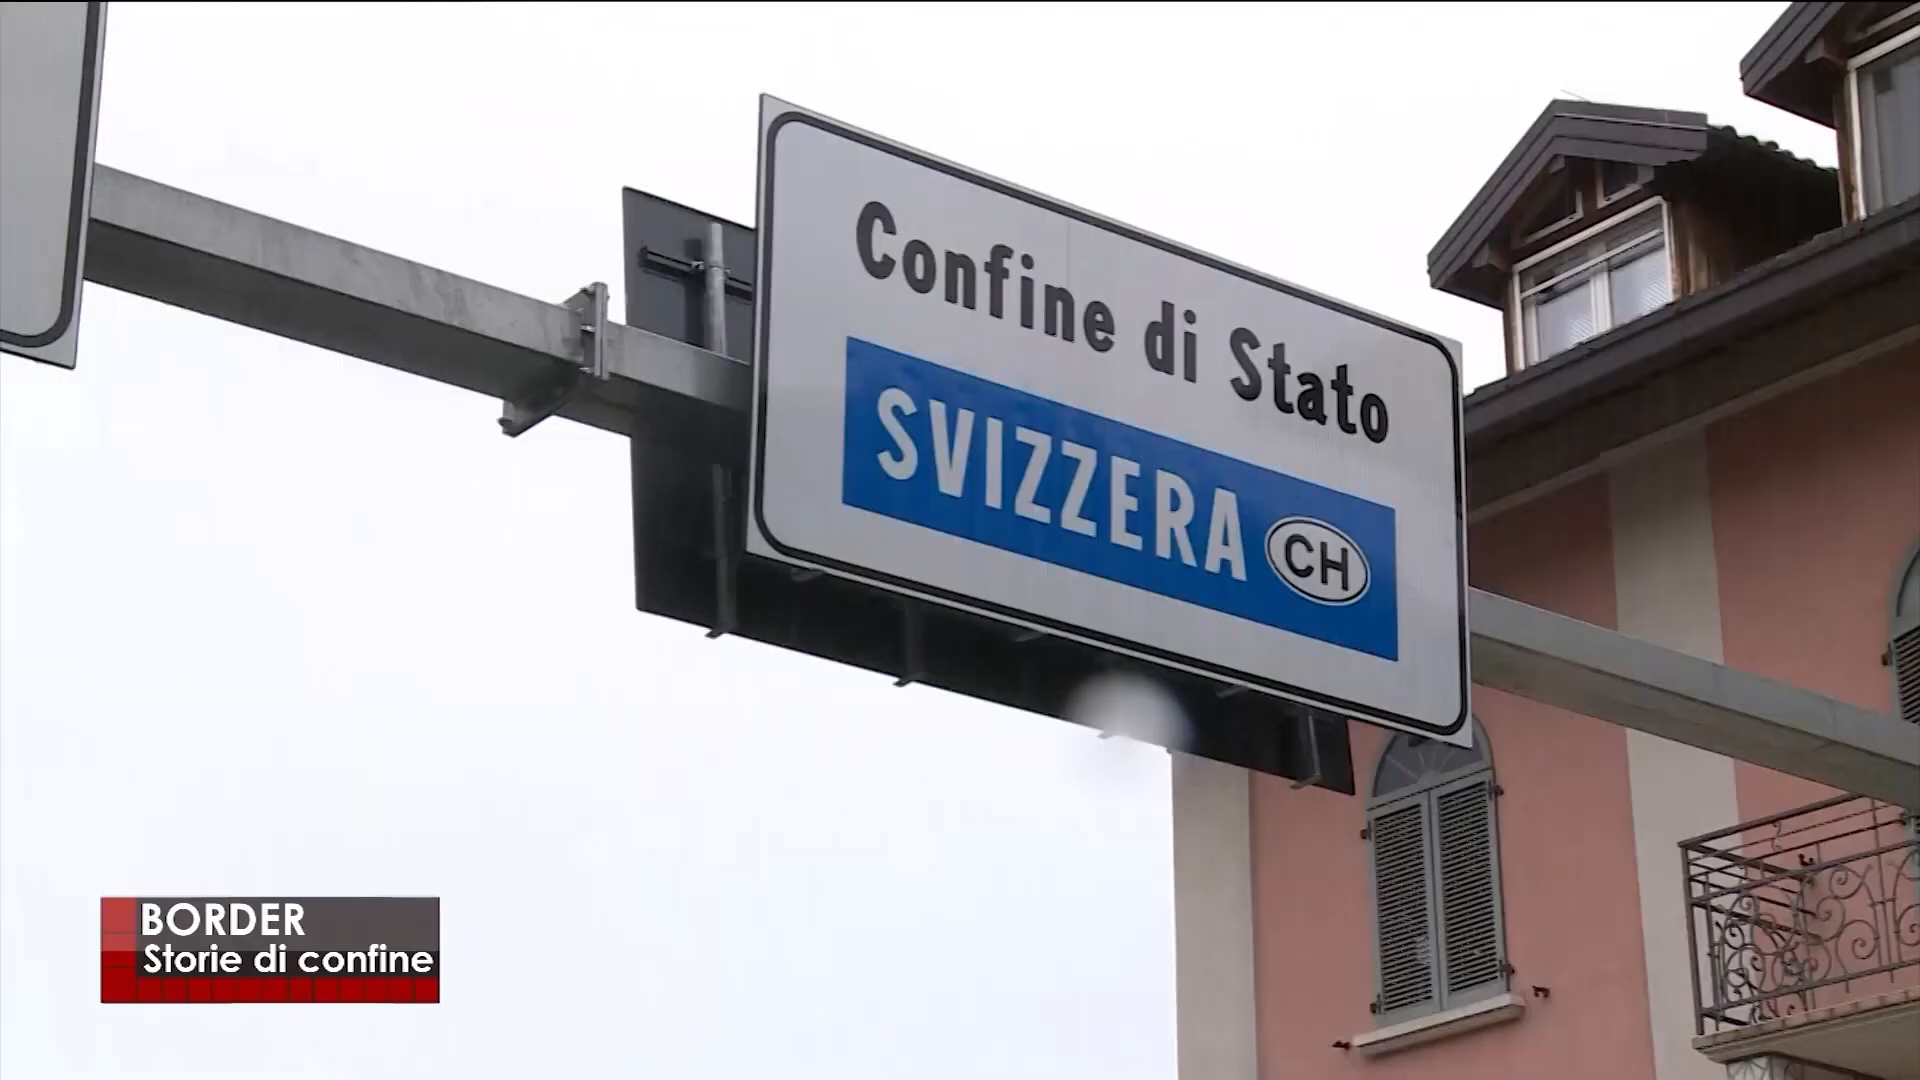 Confine di Stato
SVIZZERA CH
BORDER
Storie di confine